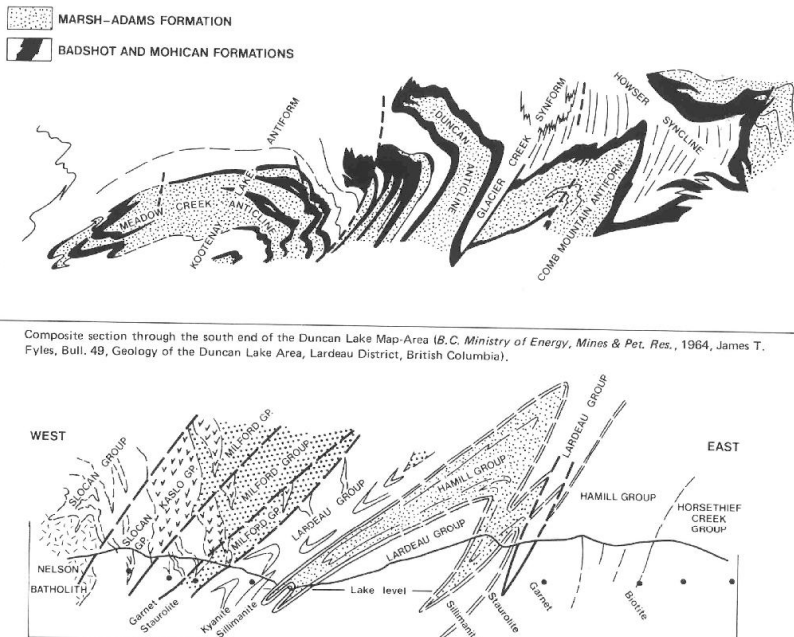 MARSH-ADAMS FORMATION
BADSHOT AND MOHICAN FORMATIONS
ANTIFORM
KOOTENAY LAKE
MEADOW CREEK ANTICLINE
DUNCAN ANTICLINE
GLACIER CREEK SYNFORM
HOWSER SYNCLINE
COMB MOUNTAIN ANTIFORM
Composite section through the south end of the Duncan Lake Map-Area (B.C. Ministry of Energy, Mines & Pet. Res., 1964, James T.
Fyles, Bull. 49, Geology of the Duncan Lake Area, Lardeau District, British Columbia).
WEST
EAST
SLOCAN GROUP
SLOCAN GP.
KASLO GP.
MILFORD GP.
MILFORD GROUP
MILFORD GP.
LARDEAU GROUP
HAMILL GROUP
LARDEAU GROUP
LARDEAU GROUP
HAMILL GROUP
HORSETHIEF
CREEK
GROUP
NELSON
BATHOLITH
Lake level
Garnet
Staurolite
Kyanite
Sillimanite
Sillimanit
Staurolite
Garnet
Biotite